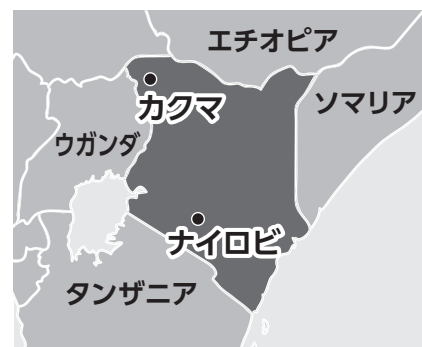 エチオピア
カクマ
ソマリア
ウガンダ
ナイロビ
タンザニア